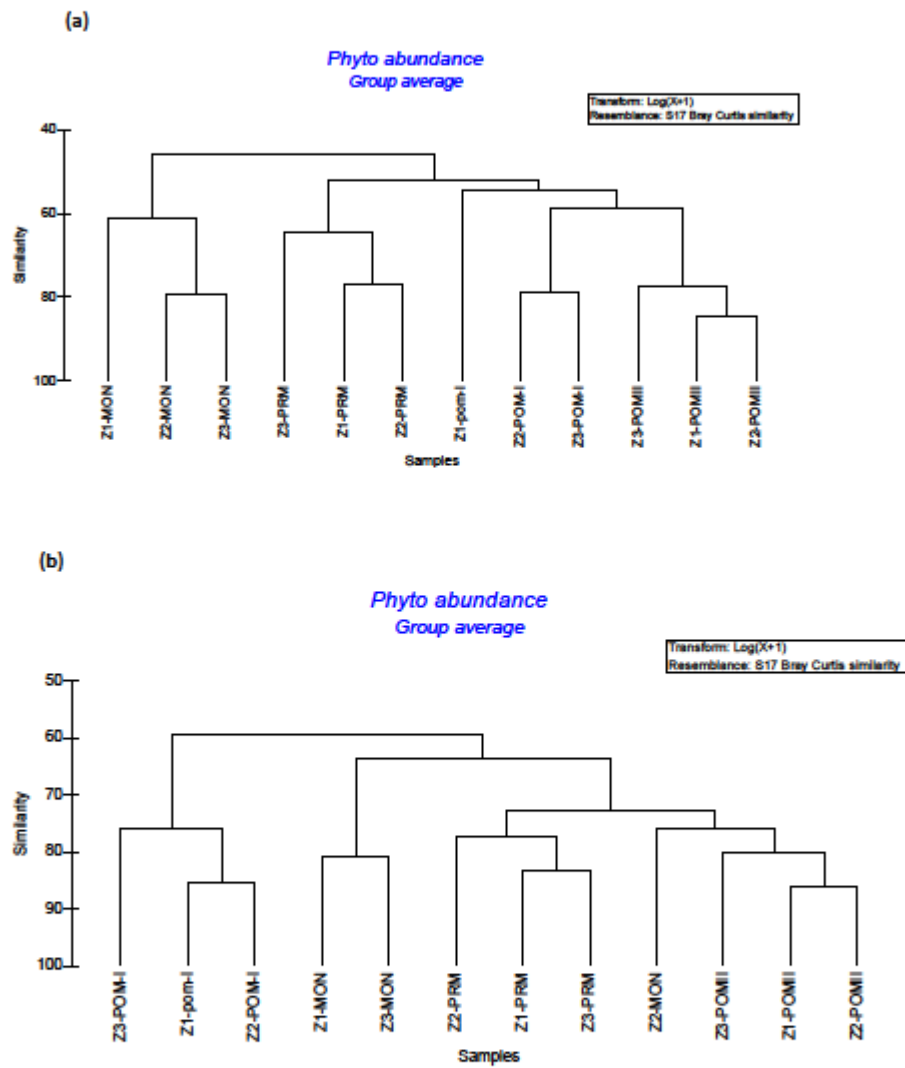 (a)
Phyto abundance
Group average
Transform: Log(X+1)
Resemblance: S17 Bray Curtis similarity
40
60
80
100
Similarity
Z1-MON
Z2-MON
Z3-MON
Z3-PRM
Z1-PRM
Z2-PRM
Z1-pom-I
Z2-POM-I
Z3-POM-I
Z3-POMII
Z1-POMII
Z2-POMII
Samples
(b)
Phyto abundance
Group average
Transform: Log(X+1)
Resemblance: S17 Bray Curtis similarity
50
60
70
80
90
100
Similarity
Z3-POM-I
Z1-pom-I
Z2-POM-I
Z1-MON
Z3-MON
Z2-PRM
Z1-PRM
Z3-PRM
Z2-MON
Z3-POMII
Z1-POMII
Z2-POMII
Samples